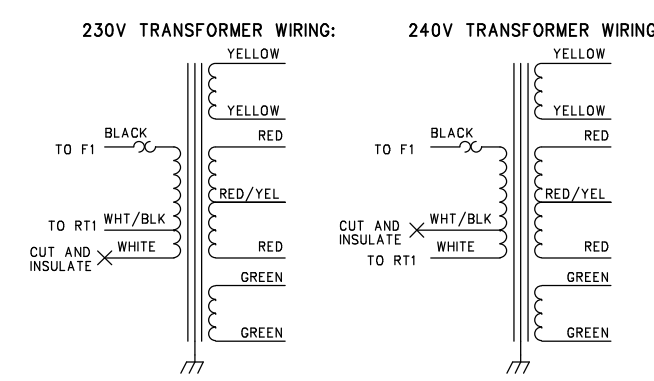 230V TRANSFORMER WIRING:
YELLOW
YELLOW
BLACK
TO F1
RED
RED/YEL
TO RT1 WHT/BLK
CUT AND
INSULATE
WHITE
RED
GREEN
GREEN
240V TRANSFORMER WIRING
YELLOW
YELLOW
BLACK
TO F1
RED
RED/YEL
CUT AND
INSULATE
WHT/BLK
WHITE
TO RT1
RED
GREEN
GREEN